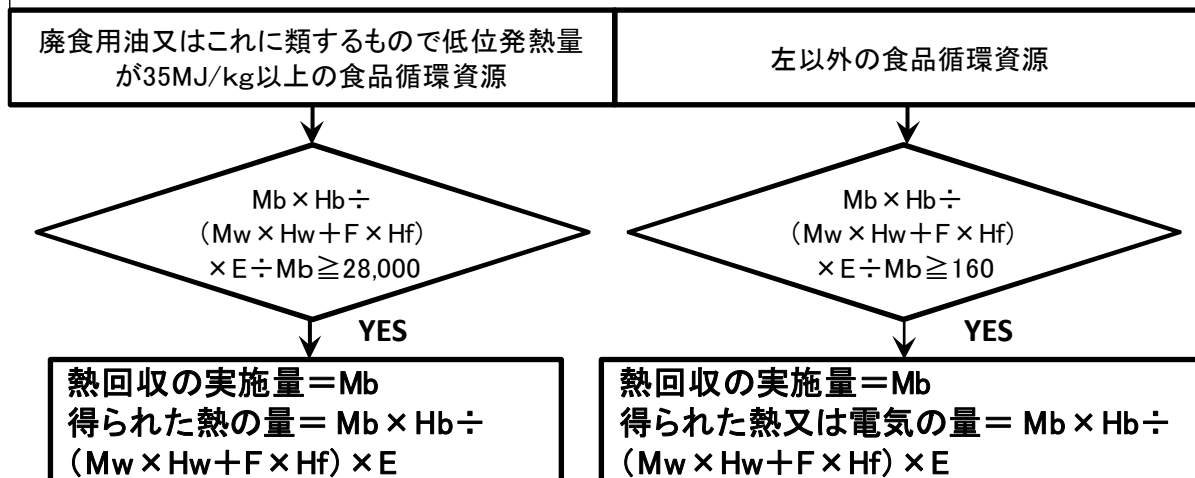 廃食用油又はこれに類するもので低位発熱量
が35MJ/kg以上の食品循環資源
左以外の食品循環資源
Mb×Hb÷
(Mw×Hw+F×Hf)
×E÷Mb≧28,000
Mb×Hb÷
(Mw×Hw+F×Hf)
×E÷Mb≧160
YES
YES
熱回収の実施量=Mb
得られた熱の量= Mb×Hb÷
(Mw×Hw+F×Hf)×E
熱回収の実施量=Mb
得られた熱又は電気の量= Mb×Hb÷
(Mw×Hw+F×Hf)×E